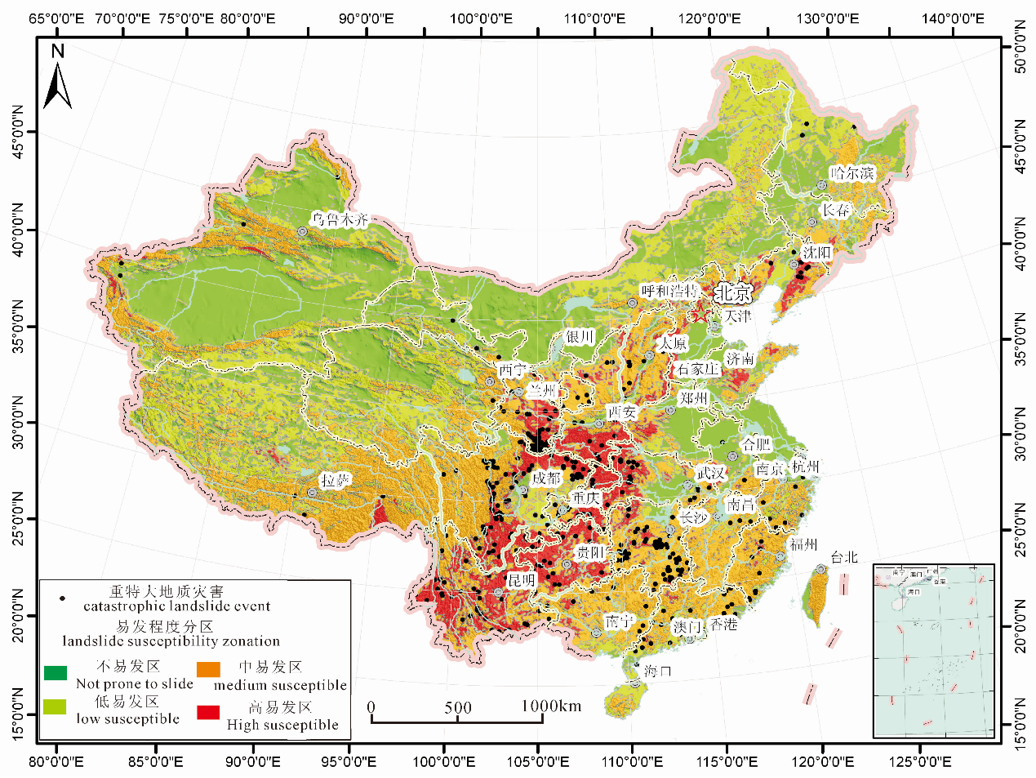 65°0'0"E 70°0'0"E 80°0'0"E 90°0'0"E 100°0'0"E 110°0'0"E 120°0'0"E 130°0'0"E 140°0'0"E
N
50°0'0"N
45°0'0"N
45°0'0"N
40°0'0"N
40°0'0"N
35°0'0"N
35°0'0"N
30°0'0"N
30°0'0"N
25°0'0"N
25°0'0"N
20°0'0"N
20°0'0"N
15°0'0"N
15°0'0"N
哈尔滨
长春
乌鲁木齐
沈阳
呼和浩特
北京
天津
银川
太原
济南
石家庄
西宁
兰州
郑州
西安
合肥
南京
杭州
武汉
拉萨
成都
重庆
南昌
长沙
贵阳
福州
台北
昆明
南宁
澳门
香港
海口
重特大地质灾害
catastrophic landslide event
易发程度分区
landslide susceptibility zonation
不易发区
Not prone to slide
中易发区
medium susceptible
低易发区
low susceptible
高易发区
High susceptible
0 500 1000km
海口
80°0'0"E 85°0'0"E 90°0'0"E 95°0'0"E 100°0'0"E 105°0'0"E 110°0'0"E 115°0'0"E 120°0'0"E 125°0'0"E